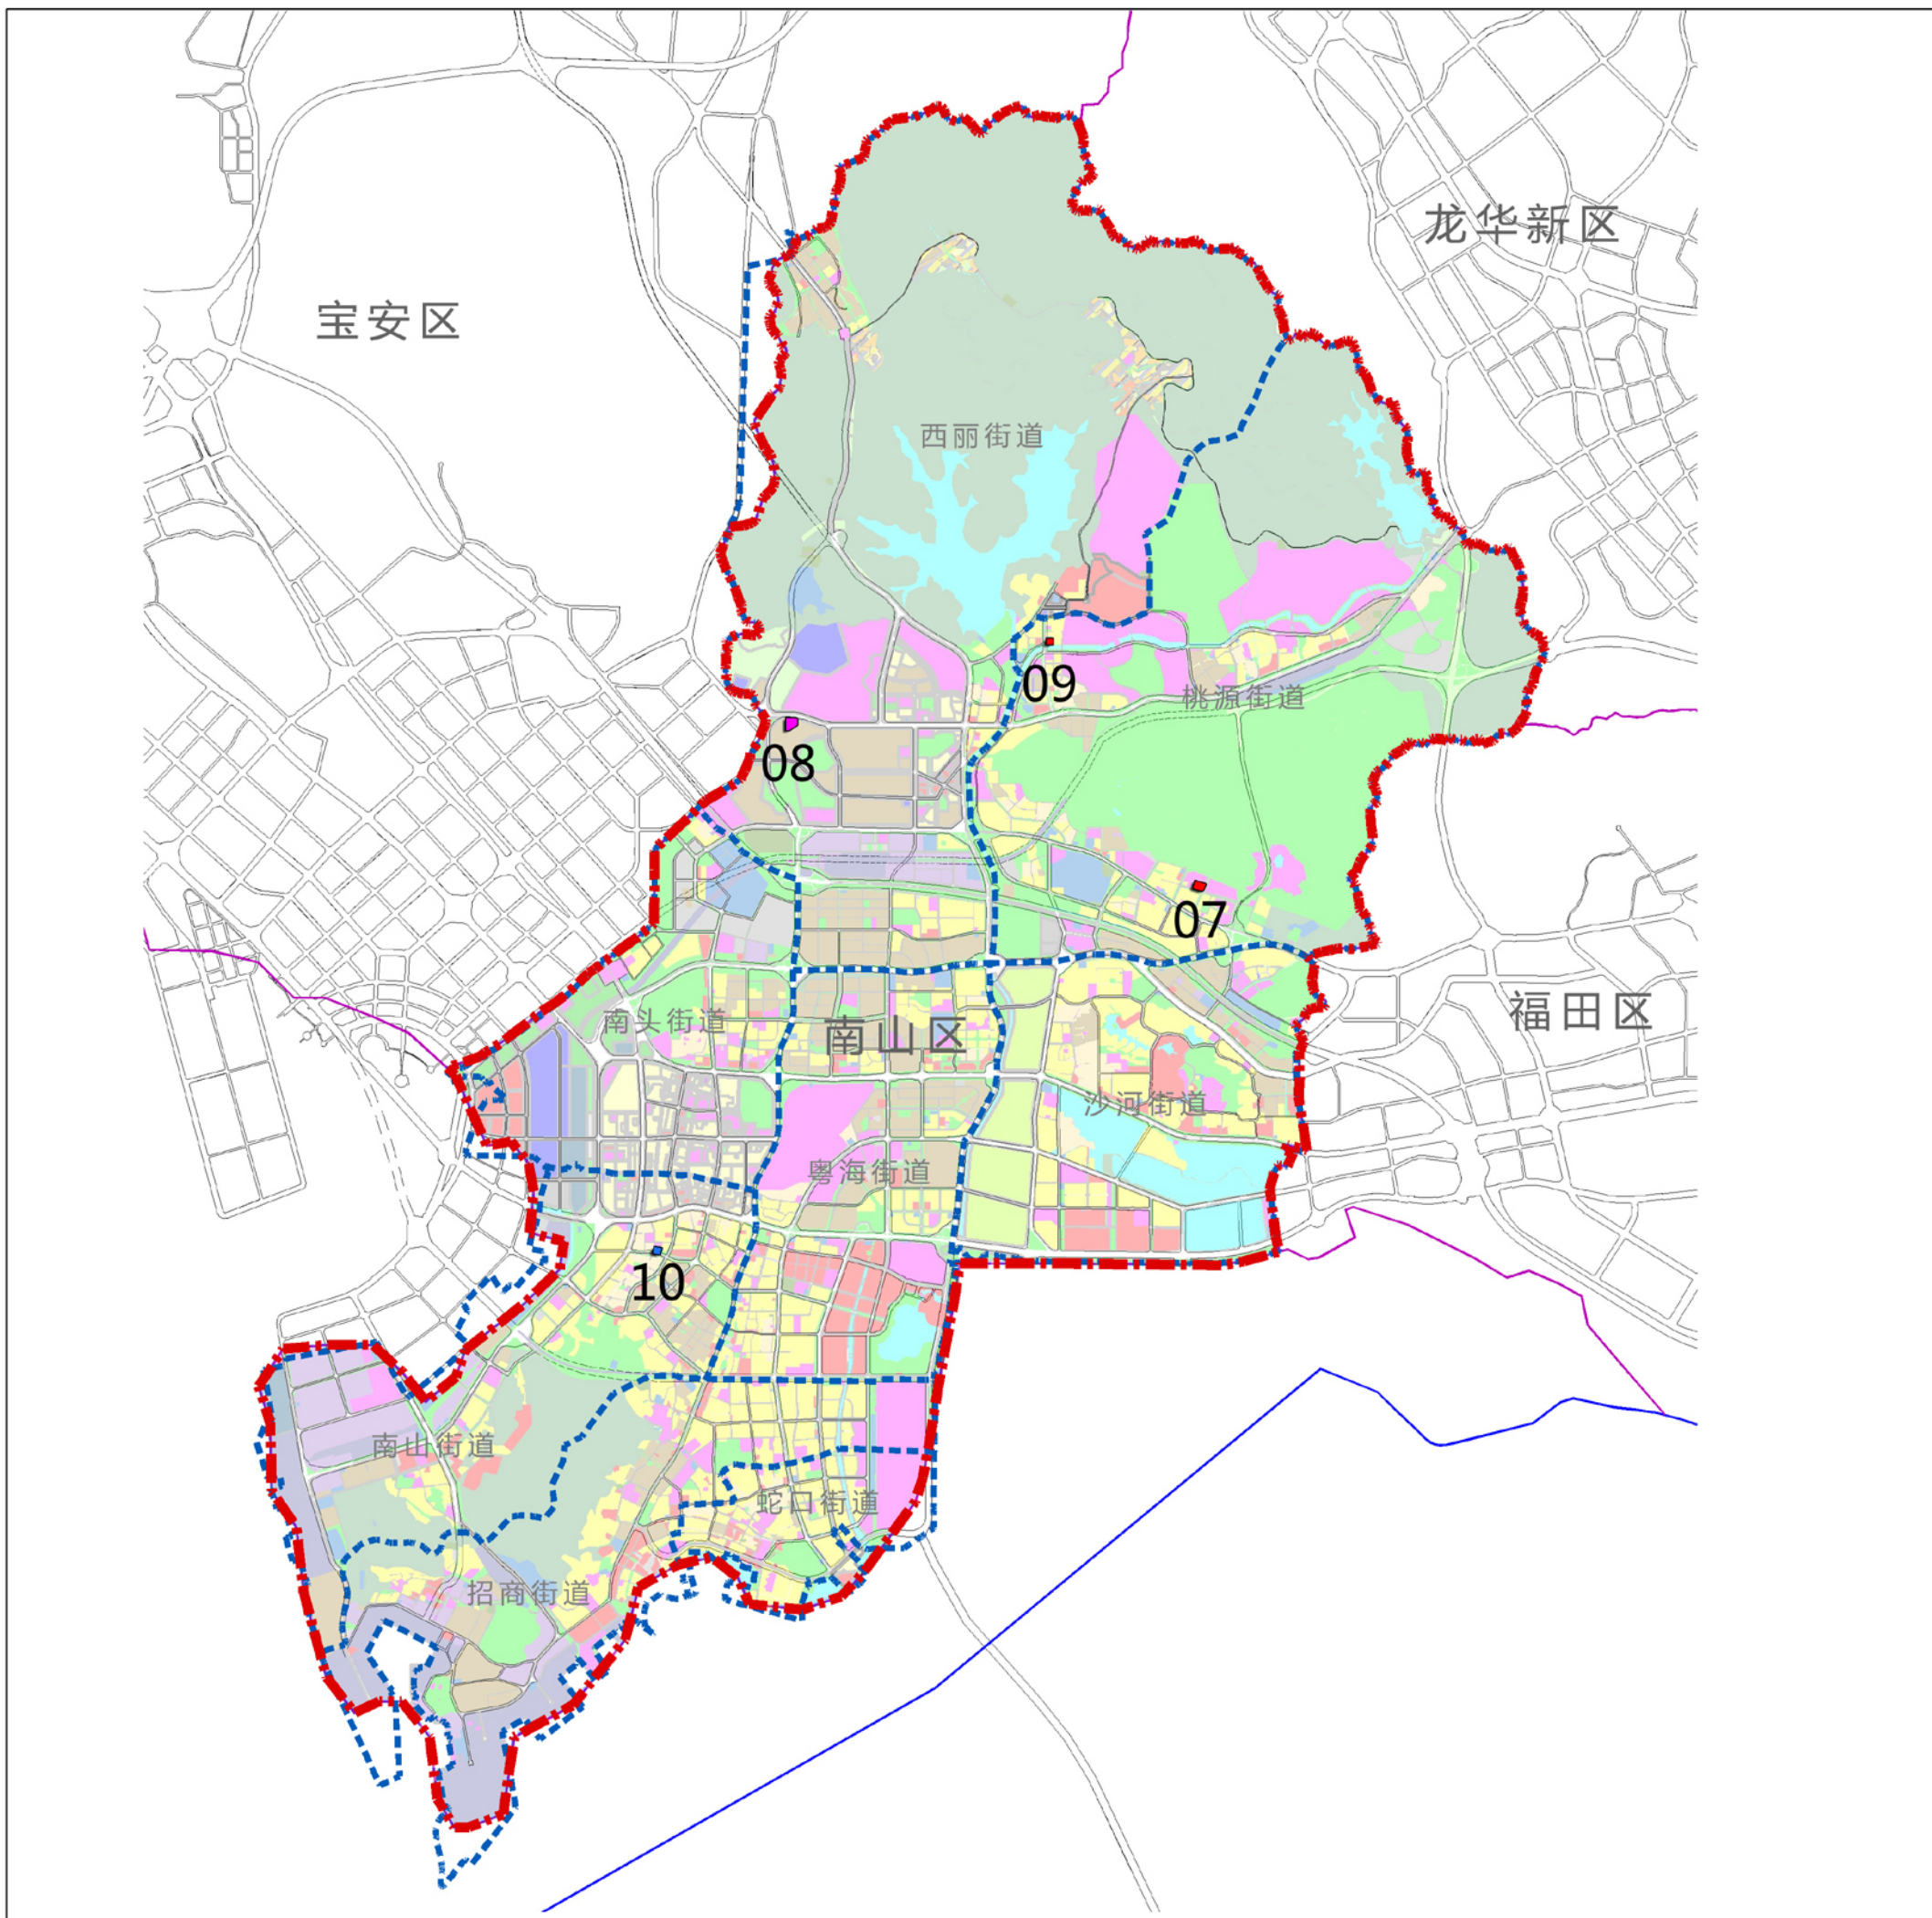 龙华新区
宝安区
西丽街道
09
桃源街道
08
07
福田区
南头街道
南山区
沙河街道
粤海街道
10
南山街道
蛇口街道
招商街道